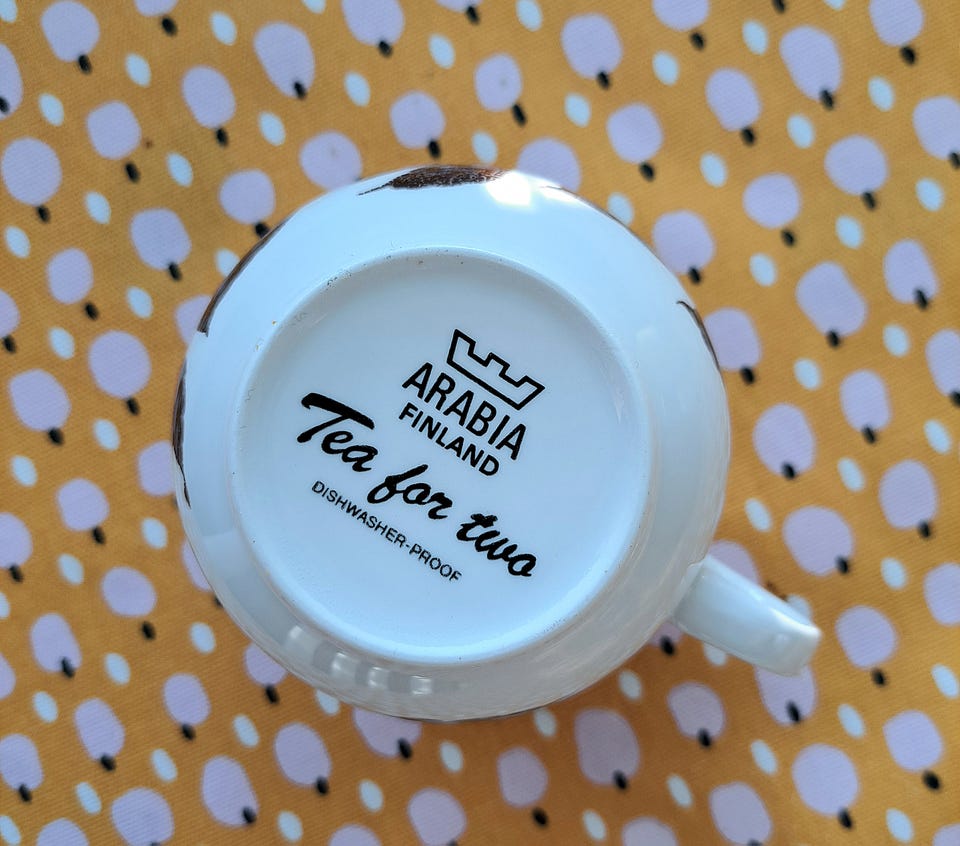 ARABIA
FINLAND
Tea for two
DISHWASHER-PROOF